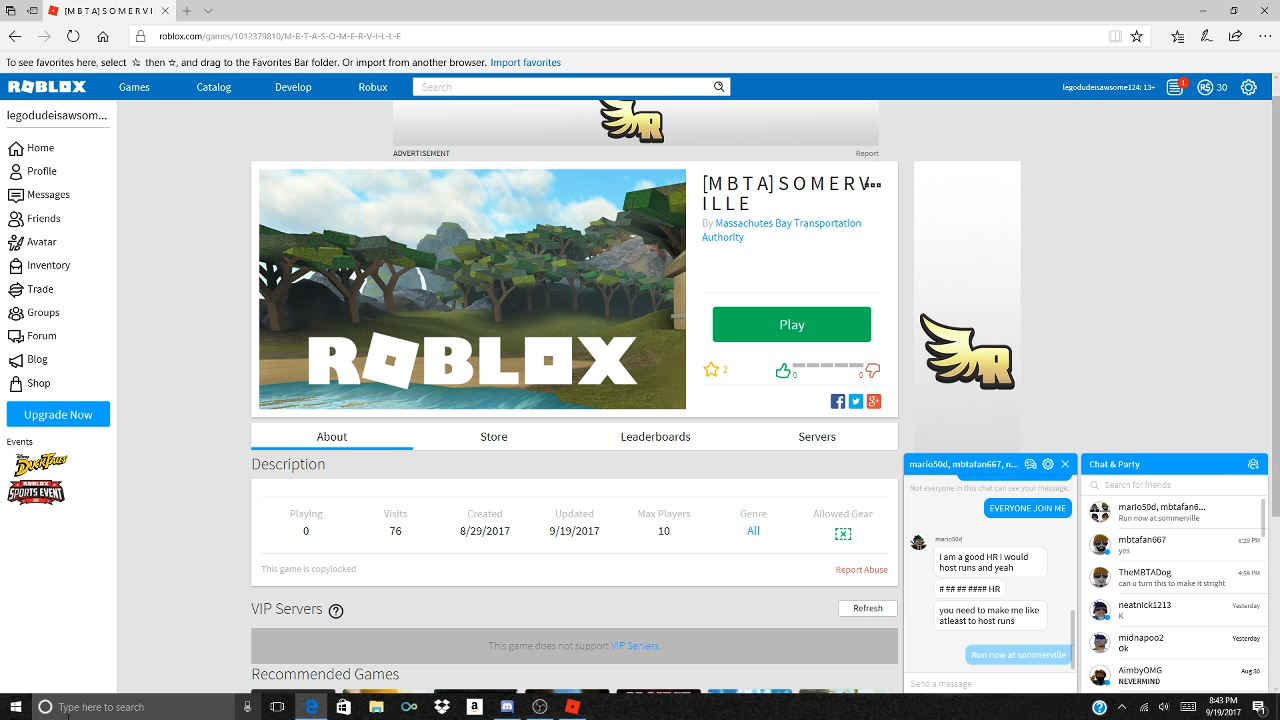 [M B T A] S O M E R V I
roblox.com/games/1012379810/M-B-T-A-S-O-M-E-R-V-I-L-L-E
To see favorites here, select ☆ then ☆, and drag to the Favorites Bar folder. Or import from another browser. Import favorites
ROBLOX Games Catalog Develop Robux Search legodudeisawsome124: 13+ 1 R$ 30
legodudeisawsom...
Home
Profile
Messages
Friends
Avatar
Inventory
Trade
Groups
Forum
Blog
Shop
Upgrade Now
Events
Disney
DUCKTALES
ROBLOX
SPORTS EVENT
R
ADVERTISEMENT Report
ROBLOX
[M B T A] S O M E R V
I L L E
By Massachutes Bay Transportation
Authority
Play
2 0 0
R
About Store Leaderboards Servers
Description
Playing Visits Created Updated Max Players Genre Allowed Gear
0 76 8/29/2017 9/19/2017 10 All
This game is copylocked Report Abuse
VIP Servers Refresh
This game does not support VIP Servers.
Recommended Games
mario50d, mbtafan667, n...
Not everyone in this chat can see your message.
EVERYONE JOIN ME
mario50d
I am a good HR I would
host runs and yeah
# ## ## #### HR
you need to make me like
atleast to host runs
Run now at sommerville
Send a message
Chat & Party
Search for friends
mario50d, mbtafan6...
Run now at sommerville
mbtafan667 8:29 PM
yes
TheMBTADog 4:59 PM
can u turn this to make it stright
neatnick1213 Yesterday
K
midnapoo2 Yesterday
Ok
AimbyOMG Aug 30
NEVERMIND
Type here to search
8:43 PM
9/19/2017